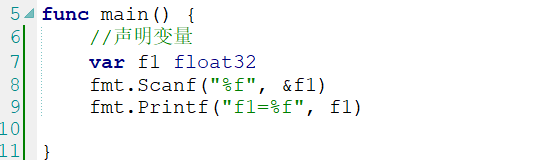 5 func main() {
6 //声明变量
7 var f1 float32
8 fmt.Scanf("%f", &f1)
9 fmt.Printf("f1=%f", f1)
10
11 }